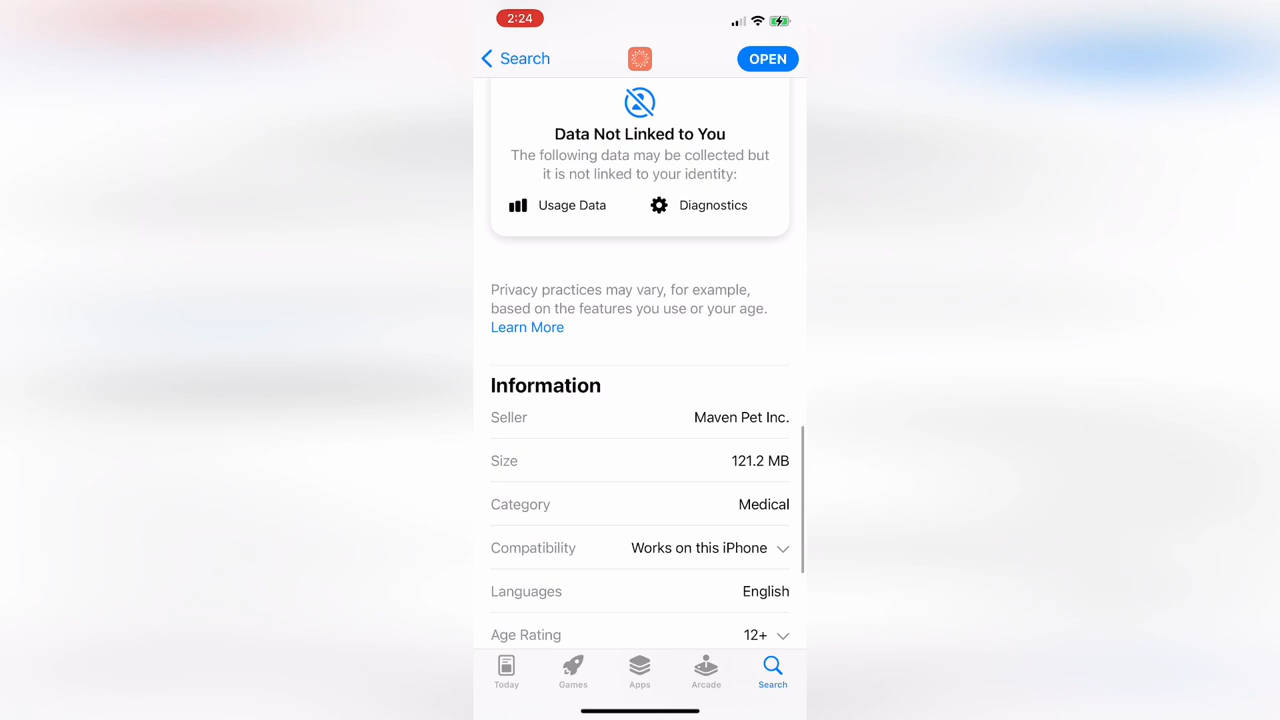 2:24
Search
OPEN
Data Not Linked to You
The following data may be collected but
it is not linked to your identity:
Usage Data
Diagnostics
Privacy practices may vary, for example,
based on the features you use or your age.
Learn More
Information
Seller Maven Pet Inc.
Size 121.2 MB
Category Medical
Compatibility Works on this iPhone
Languages English
Age Rating 12+
Today Games Apps Arcade Search